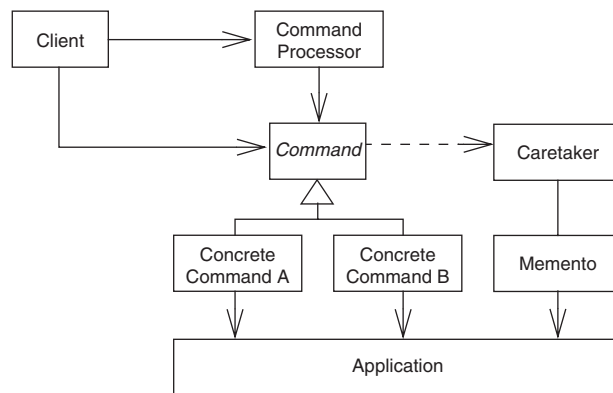 Client
Command
Processor
Command
Caretaker
Concrete
Command A
Concrete
Command B
Memento
Application